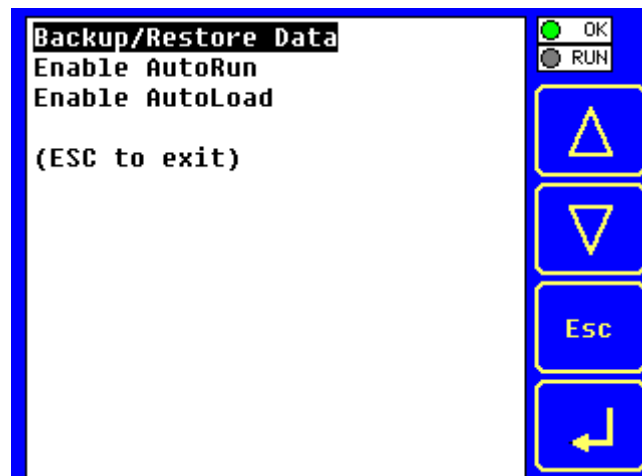 Backup/Restore Data
Enable AutoRun
Enable AutoLoad
(ESC to exit)
OK
RUN
Esc